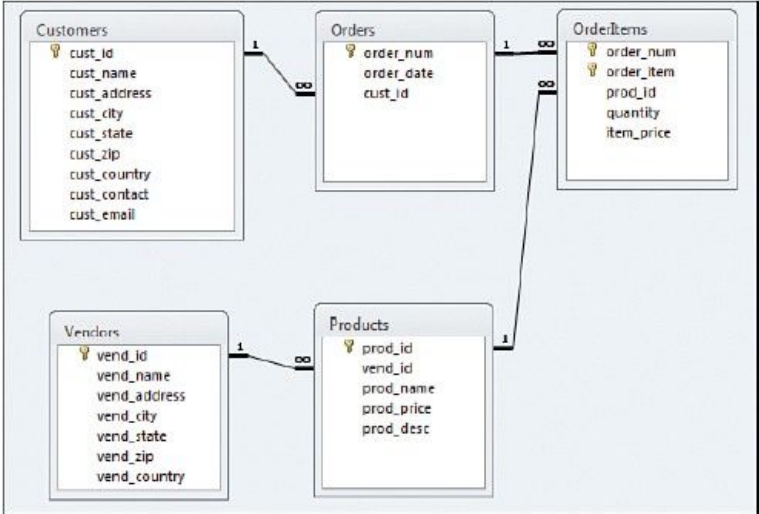 Customers
cust_id
cust_name
cust_address
cust_city
cust_state
cust_zip
cust_country
cust_contact
cust_email
1
∞
Orders
order_num
order_date
cust_id
1
∞
OrderItems
order_num
order_item
prod_id
quantity
item_price
∞
Vendors
vend_id
vend_name
vend_address
vend_city
vend_state
vend_zip
vend_country
1
∞
Products
prod_id
vend_id
prod_name
prod_price
prod_desc
1